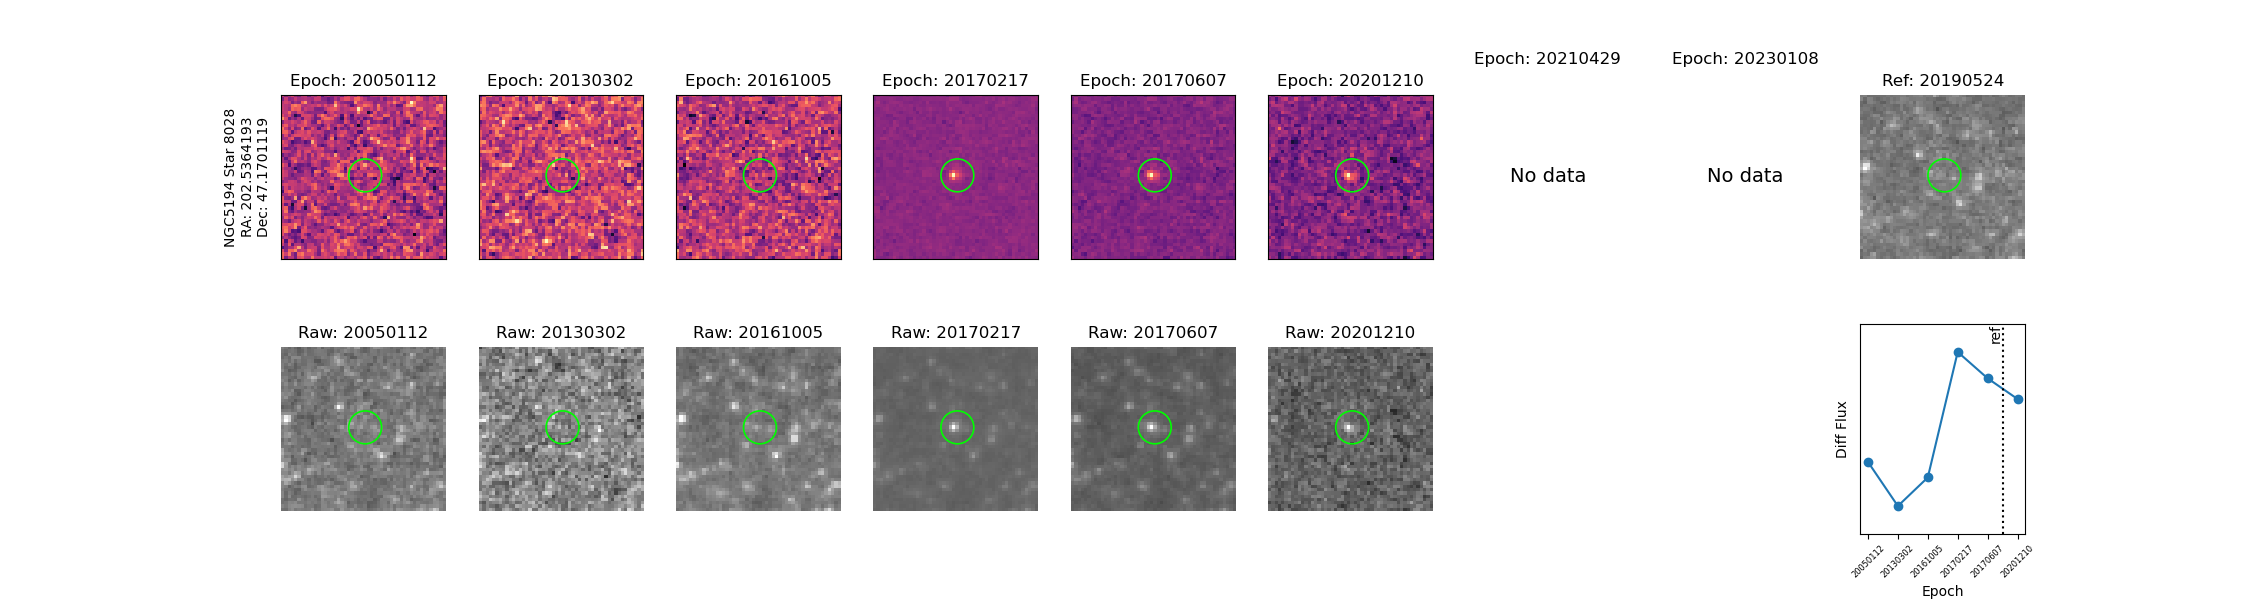 Epoch: 20210429
Epoch: 20230108
Epoch: 20050112
Epoch: 20130302
Epoch: 20161005
Epoch: 20170217
Epoch: 20170607
Epoch: 20201210
Ref: 20190524
NGC5194 Star 8028
RA: 202.5364193
Dec: 47.1701119
No data
No data
Raw: 20050112
Raw: 20130302
Raw: 20161005
Raw: 20170217
Raw: 20170607
Raw: 20201210
ref
Diff Flux
20050112
20130302
20161005
20170217
20170607
20201210
Epoch